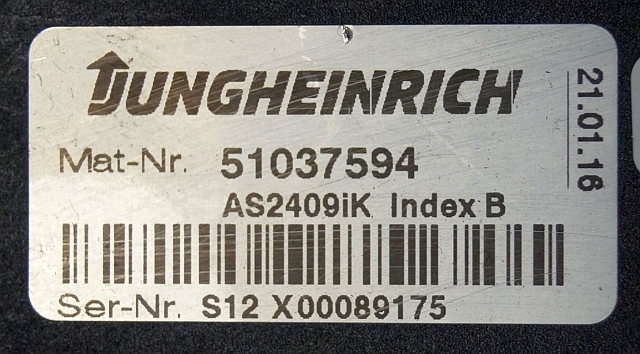 JUNGHEINRICH
Mat-Nr. 51037594
AS2409iK Index B
Ser-Nr. S12 X00089175
21.01.16